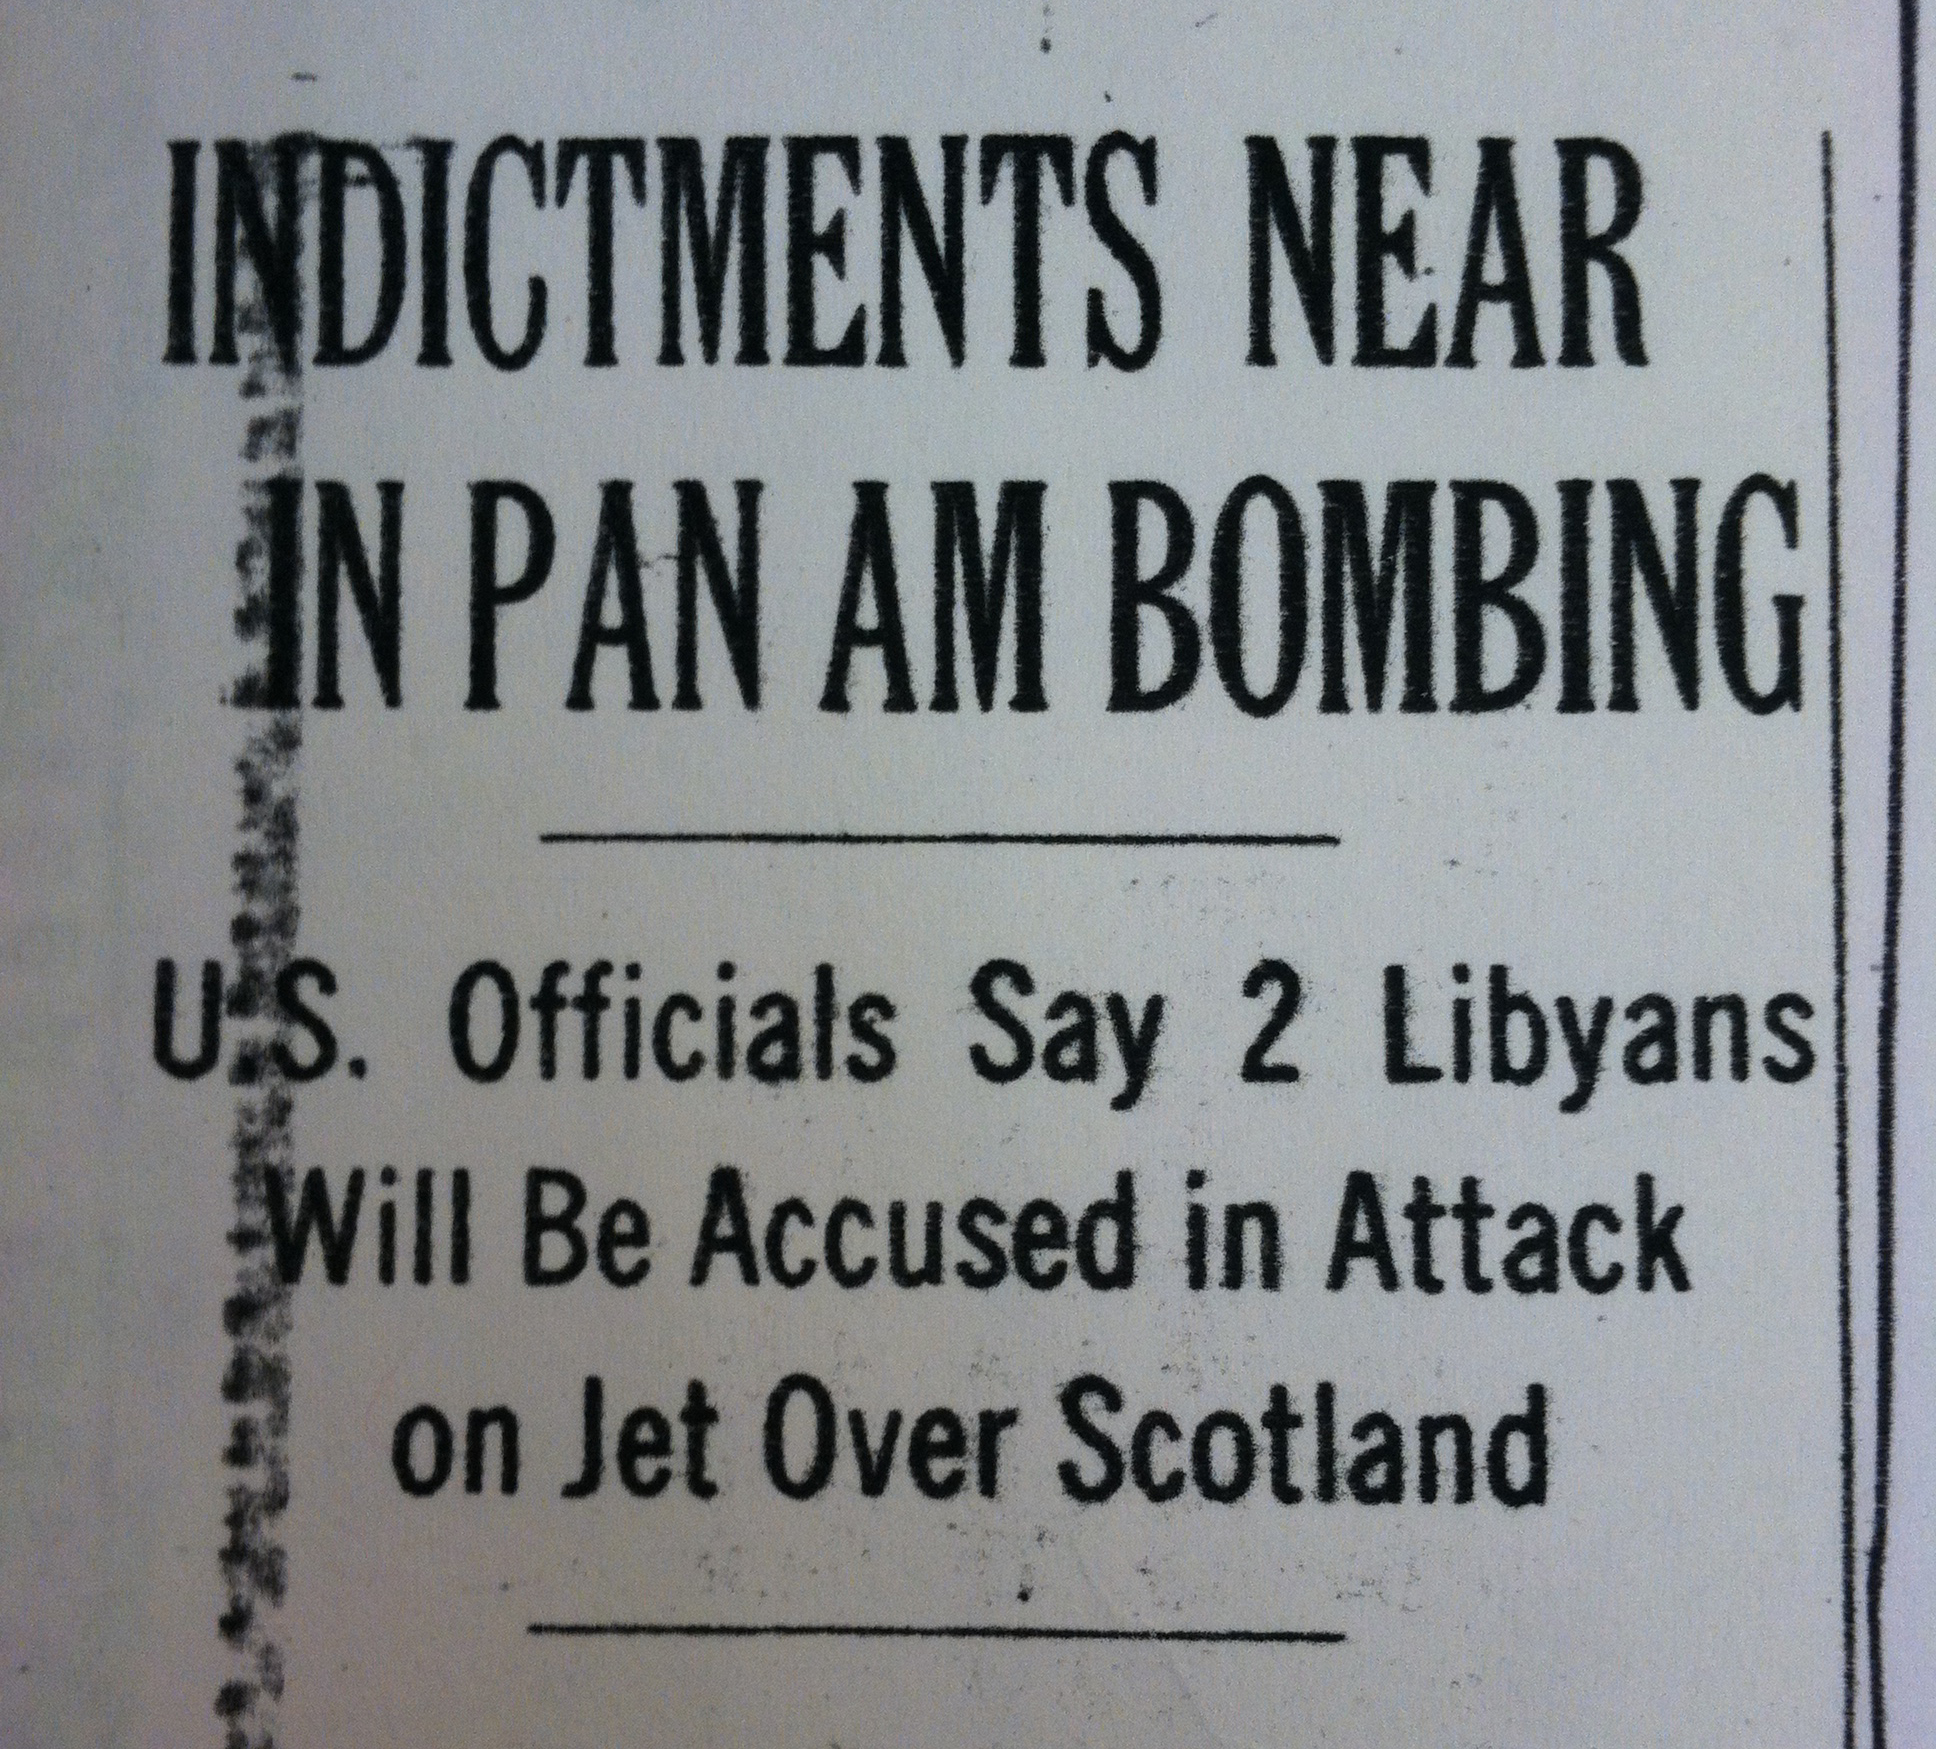 INDICTMENTS NEAR
IN PAN AM BOMBING
U.S. Officials Say 2 Libyans
Will Be Accused in Attack
on Jet Over Scotland